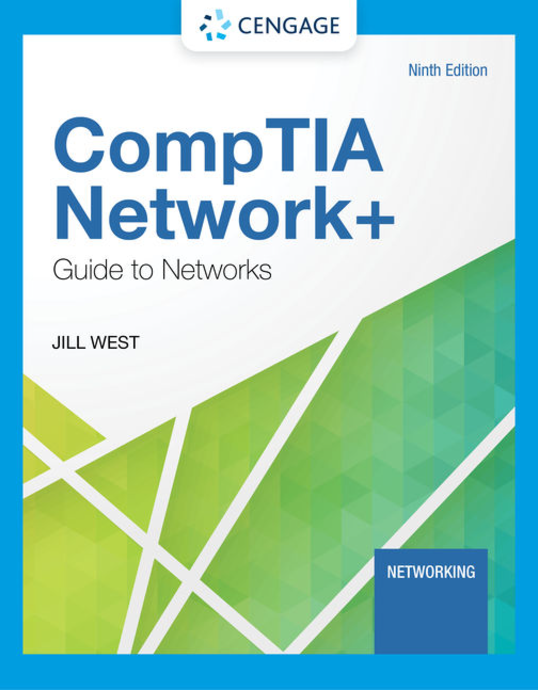 CENGAGE
Ninth Edition
CompTIA
Network+
Guide to Networks
JILL WEST
NETWORKING